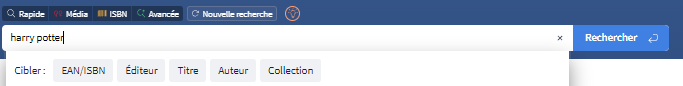 Rapide Média ISBN Avancée Nouvelle recherche
harry potter × Rechercher
Cibler : EAN/ISBN Éditeur Titre Auteur Collection